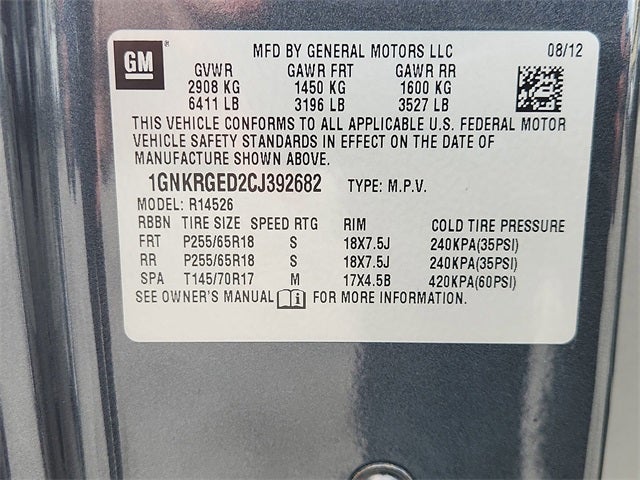 GM ®
MFD BY GENERAL MOTORS LLC 08/12
GVWR GAWR FRT GAWR RR
2908 KG 1450 KG 1600 KG
6411 LB 3196 LB 3527 LB
THIS VEHICLE CONFORMS TO ALL APPLICABLE U.S. FEDERAL MOTOR
VEHICLE SAFETY STANDARDS IN EFFECT ON THE DATE OF
MANUFACTURE SHOWN ABOVE.
1GNKRGED2CJ392682 TYPE: M.P.V.
MODEL: R14526
RBBN TIRE SIZE SPEED RTG RIM COLD TIRE PRESSURE
FRT P255/65R18 S 18X7.5J 240KPA(35PSI)
RR P255/65R18 S 18X7.5J 240KPA(35PSI)
SPA T145/70R17 M 17X4.5B 420KPA(60PSI)
SEE OWNER'S MANUAL FOR MORE INFORMATION.